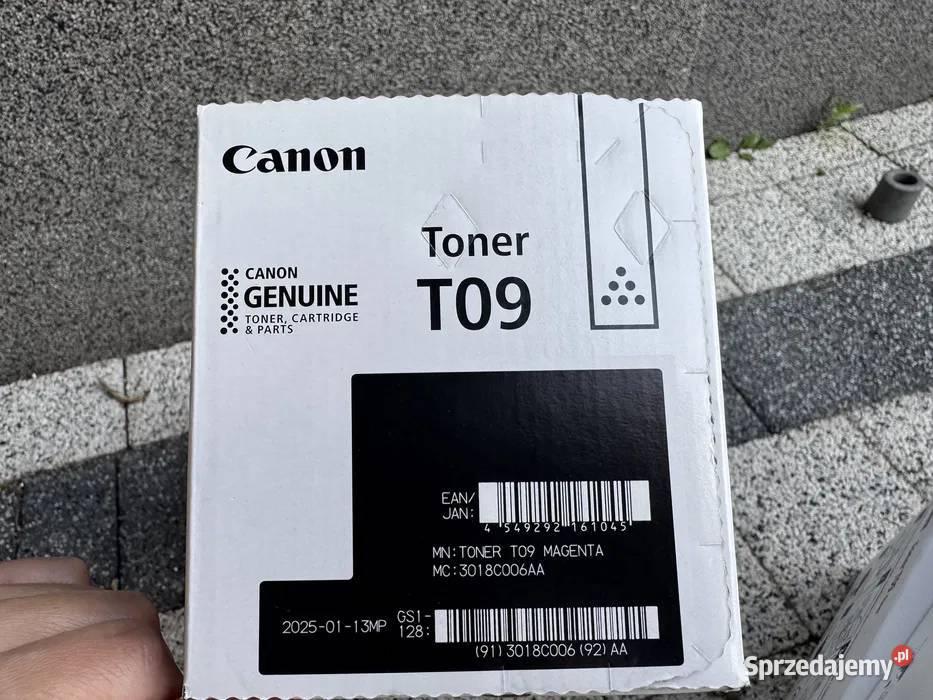 Canon
Toner
T09
CANON
GENUINE
TONER, CARTRIDGE
& PARTS
EAN/
JAN:
4 549292 161045
MN:TONER T09 MAGENTA
MC:3018C006AA
2025-01-13MP
GS1-
128:
(91)3018C006(92)AA
Sprzedajemy.pl